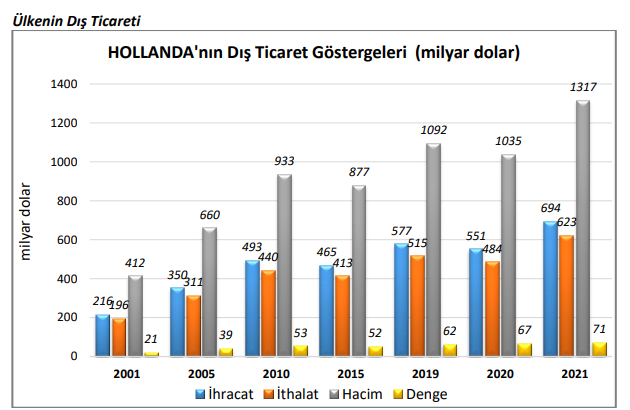 Ülkenin Dış Ticareti
HOLLANDA'nın Dış Ticaret Göstergeleri (milyar dolar)
milyar dolar
1400
1200
1000
800
600
400
200
0
216 196 412 21
350 311 660 39
493 440 933 53
465 413 877 52
577 515 1092 62
551 484 1035 67
694 623 1317 71
2001 2005 2010 2015 2019 2020 2021
İhracat İthalat Hacim Denge